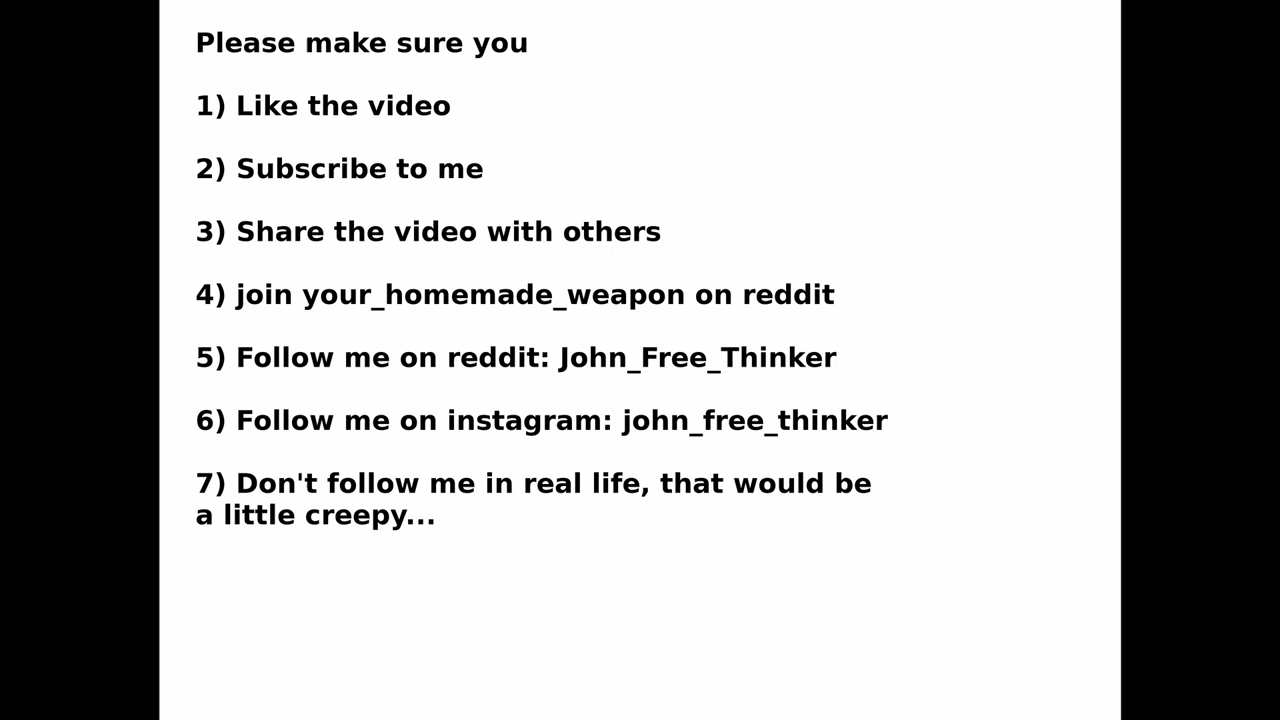 Please make sure you
1) Like the video
2) Subscribe to me
3) Share the video with others
4) join your_homemade_weapon on reddit
5) Follow me on reddit: John_Free_Thinker
6) Follow me on instagram: john_free_thinker
7) Don't follow me in real life, that would be
a little creepy...